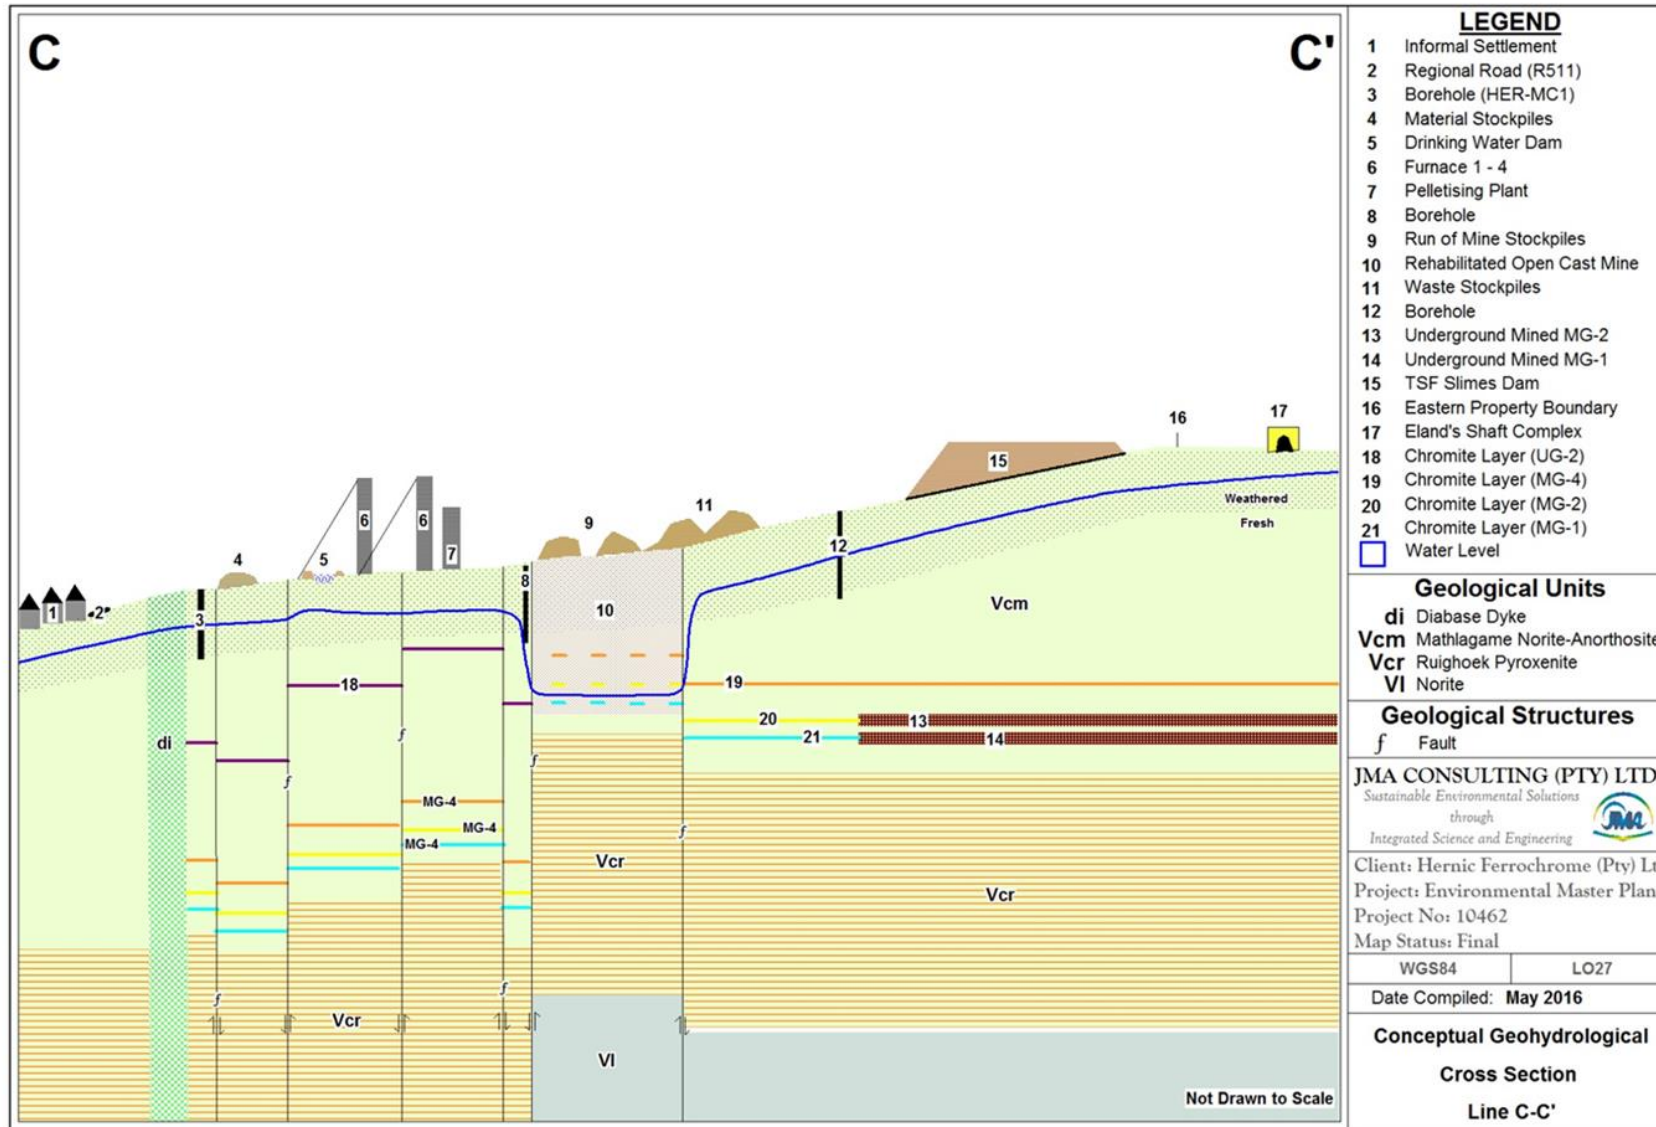 C
C'
1
2
3
4
5
6
6
7
8
9
10
11
12
15
16
17
Weathered
Fresh
Vcm
di
18
19
20
13
21
14
MG-4
MG-4
MG-4
f
f
f
f
f
f
Vcr
Vcr
Vcr
VI
Not Drawn to Scale
LEGEND
1 Informal Settlement
2 Regional Road (R511)
3 Borehole (HER-MC1)
4 Material Stockpiles
5 Drinking Water Dam
6 Furnace 1 - 4
7 Pelletising Plant
8 Borehole
9 Run of Mine Stockpiles
10 Rehabilitated Open Cast Mine
11 Waste Stockpiles
12 Borehole
13 Underground Mined MG-2
14 Underground Mined MG-1
15 TSF Slimes Dam
16 Eastern Property Boundary
17 Eland's Shaft Complex
18 Chromite Layer (UG-2)
19 Chromite Layer (MG-4)
20 Chromite Layer (MG-2)
21 Chromite Layer (MG-1)
Water Level
Geological Units
di Diabase Dyke
Vcm Mathlagame Norite-Anorthosite
Vcr Ruighoek Pyroxenite
VI Norite
Geological Structures
f Fault
JMA CONSULTING (PTY) LTD
Sustainable Environmental Solutions
through
Integrated Science and Engineering
JMA
Client: Hernic Ferrochrome (Pty) Lt
Project: Environmental Master Plan
Project No: 10462
Map Status: Final
WGS84 LO27
Date Compiled: May 2016
Conceptual Geohydrological
Cross Section
Line C-C'